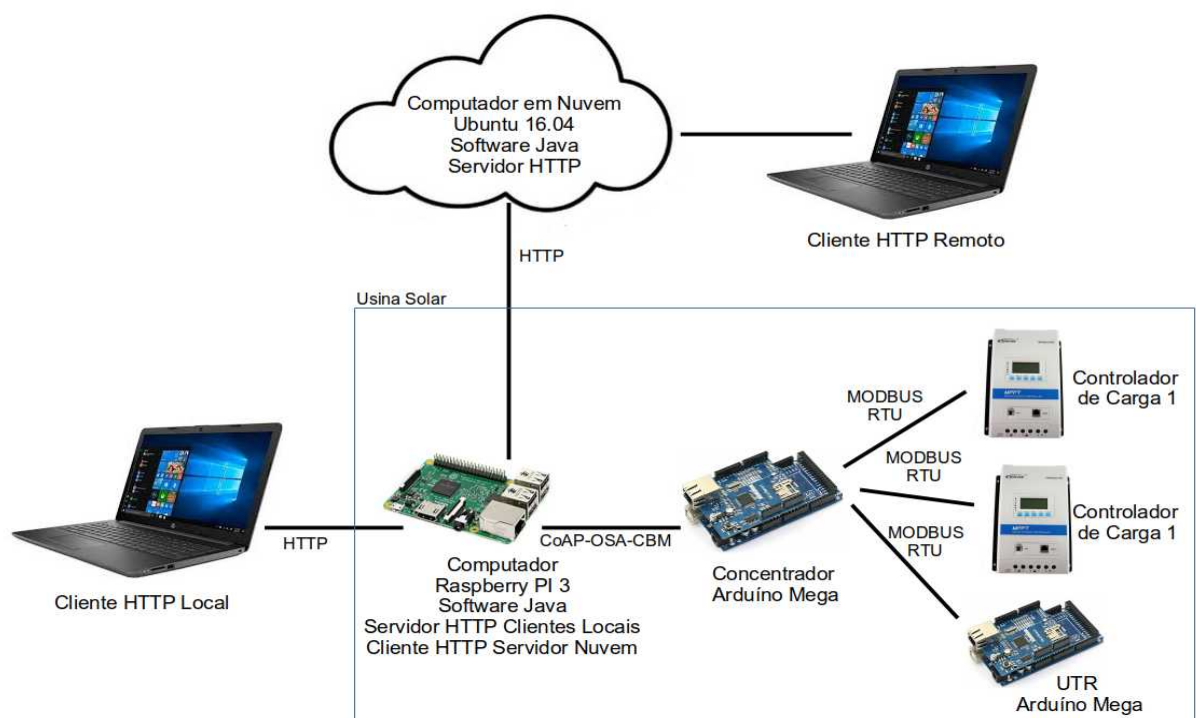 Computador em Nuvem
Ubuntu 16.04
Software Java
Servidor HTTP
Cliente HTTP Remoto
HTTP
Usina Solar
MODBUS
RTU
Controlador
de Carga 1
MODBUS
RTU
Controlador
de Carga 1
MODBUS
RTU
HTTP
CoAP-OSA-CBM
Cliente HTTP Local
Computador
Raspberry PI 3
Software Java
Servidor HTTP Clientes Locais
Cliente HTTP Servidor Nuvem
Concentrador
Arduíno Mega
UTR
Arduíno Mega
MPPT
MPPT